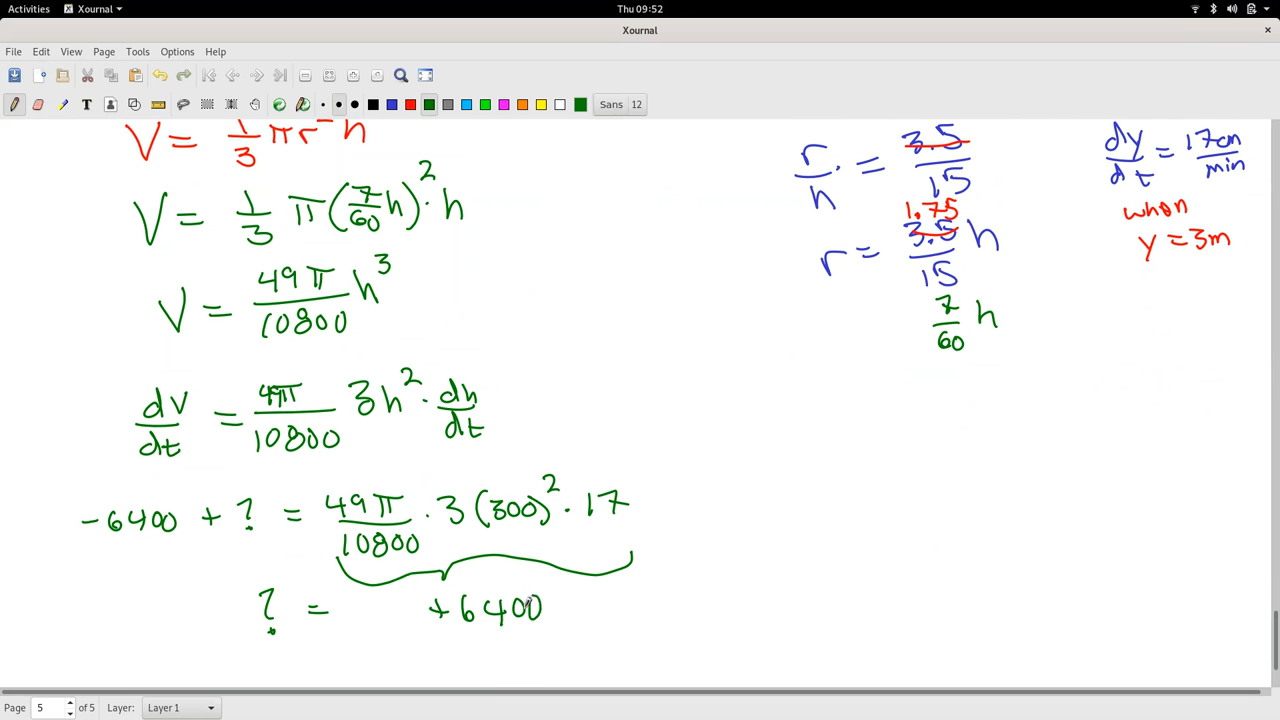 Activities Xournal Thu 09:52
Xournal
File Edit View Page Tools Options Help
Sans 12
V = 1/3 πr² h
V = 1/3 π(7/60 h)² · h
V = 49π/10800 h³
dV/dt = 49π/10800 3h² · dh/dt
-6400 + ? = 49π/10800 · 3(300)² · 17
? = +6400
r/h = 3.5/15
1.75
r = 3.5/15 h
7/60 h
dy/dt = 17cm/min
when
y = 3m
Page 5 of 5 Layer: Layer 1